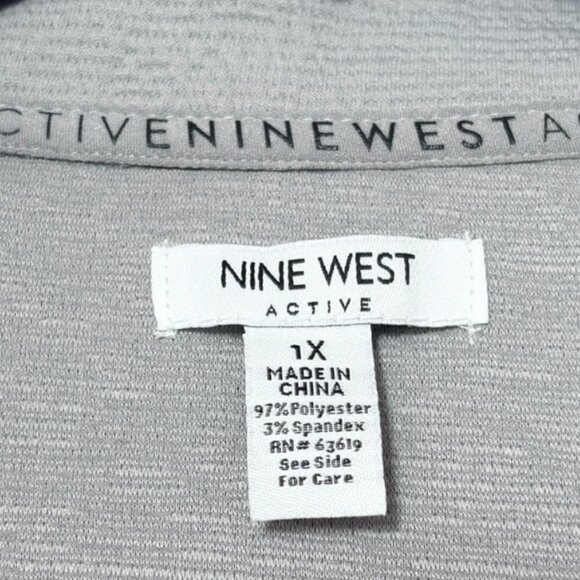 CTIVENINEWESTA
NINE WEST
ACTIVE
1X
MADE IN
CHINA
97%Polyester
3% Spandex
RN# 63619
See Side
For Care